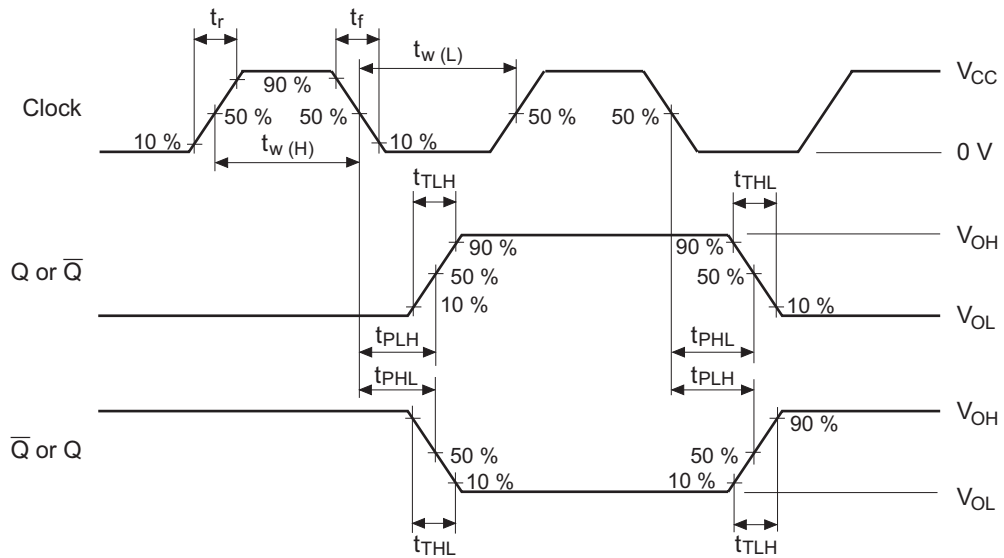 tr tf
tw (L)
90 % VCC
Clock 50 % 50 % 50 % 50 %
10 % tw (H) 10 % 0 V
tTLH tTHL
90 % 90 % VOH
Q or Q̅ 50 % 50 %
10 % 10 % VOL
tPLH tPHL
tPHL tPLH
VOH
90 %
Q̅ or Q 50 % 50 %
10 % 10 % VOL
tTHL tTLH